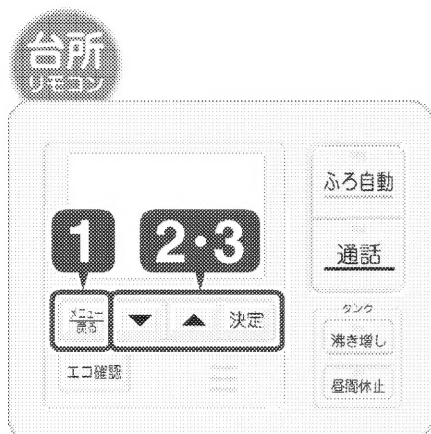 台所
リモコン
ふろ自動
通話
1
2・3
メニュー
戻る
▼
▲
決定
エコ確認
タンク
沸き増し
昼間休止